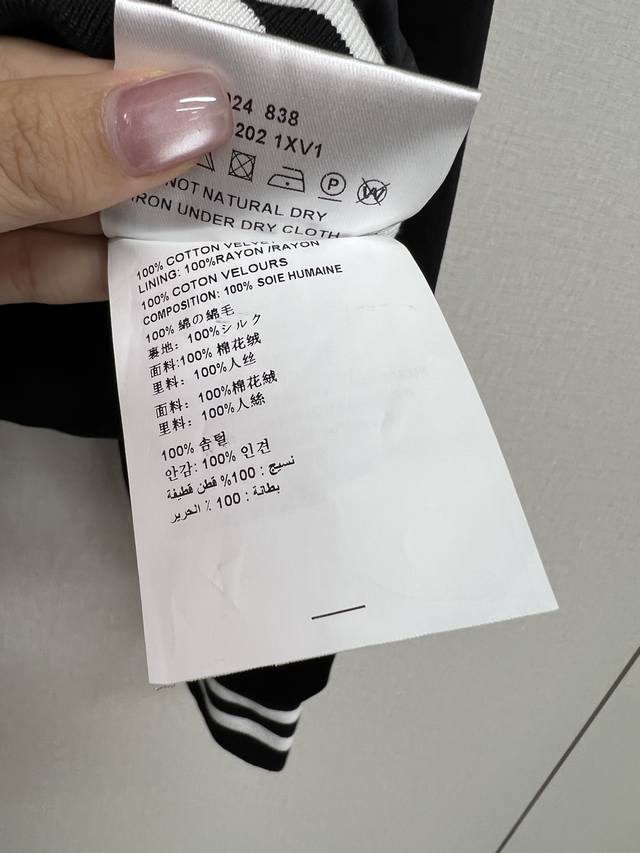 24 838
202 1XV1
NOT NATURAL DRY
IRON UNDER DRY CLOTH
100% COTTON VELVE
LINING: 100%RAYON /RAYON
100% COTON VELOURS
COMPOSITION: 100% SOIE HUMAINE
100% 綿の綿毛
裏地: 100%シルク
面料:100% 棉花绒
里料: 100%人丝
面料: 100%棉花絨
里料: 100%人絲
100% 솜털
안감: 100% 인견
نسيج : 100% قطن قطيفة
بطانة : 100 ٪ الحرير